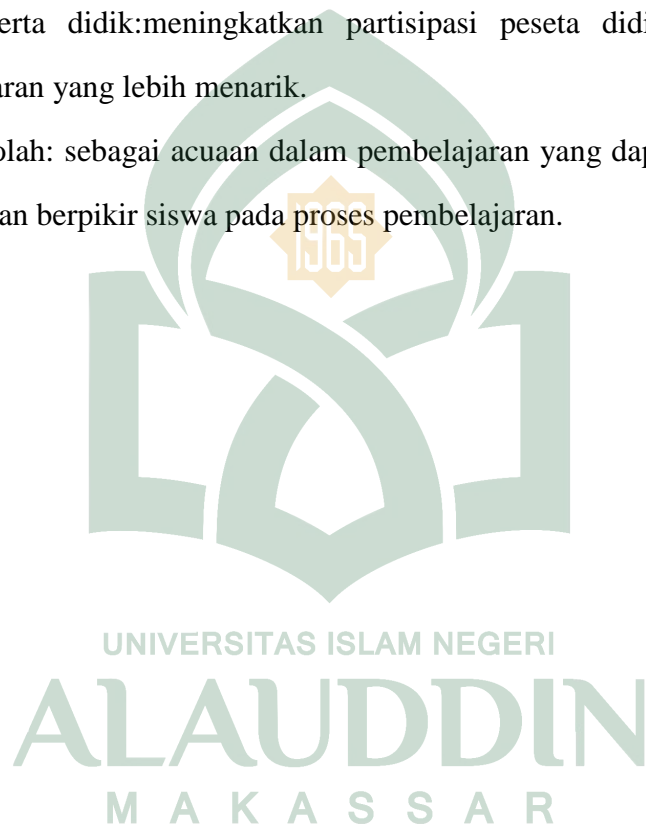 erta didik:meningkatkan partisipasi peseta didi
aran yang lebih menarik.
olah: sebagai acuaan dalam pembelajaran yang dap
an berpikir siswa pada proses pembelajaran.
1965
UNIVERSITAS ISLAM NEGERI
ALAUDDIN
MAKASSAR